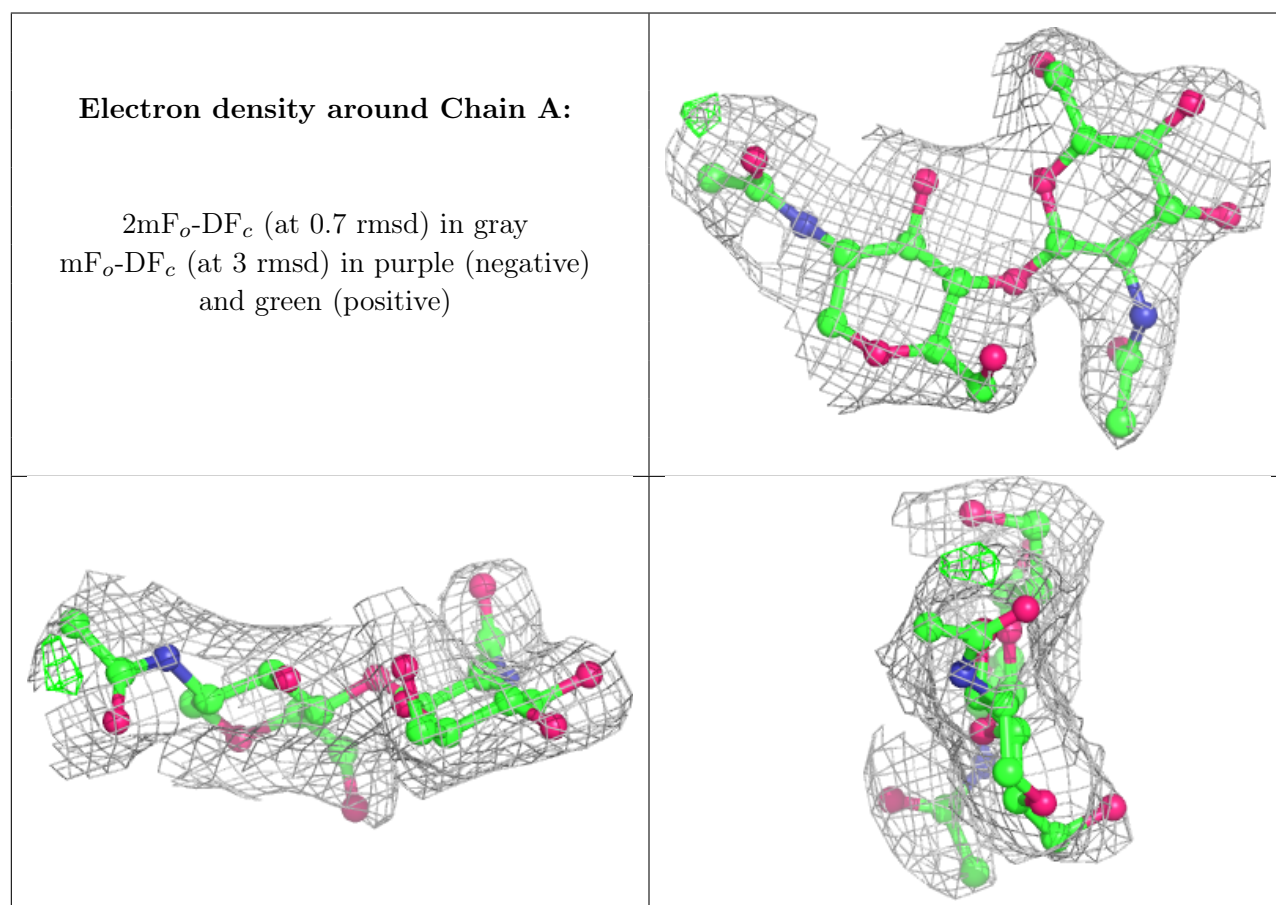 Electron density around Chain A:
2mFo-DFc (at 0.7 rmsd) in gray
mFo-DFc (at 3 rmsd) in purple (negative)
and green (positive)